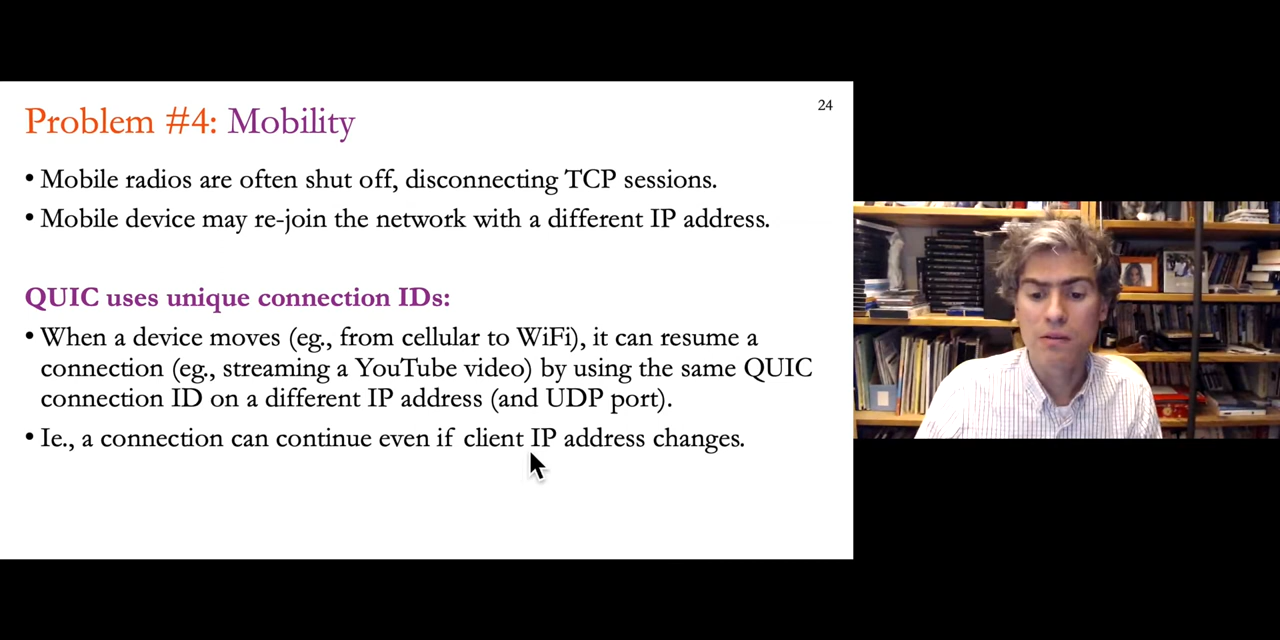 24
Problem #4: Mobility
• Mobile radios are often shut off, disconnecting TCP sessions.
• Mobile device may re-join the network with a different IP address.
QUIC uses unique connection IDs:
• When a device moves (eg., from cellular to WiFi), it can resume a
connection (eg., streaming a YouTube video) by using the same QUIC
connection ID on a different IP address (and UDP port).
• Ie., a connection can continue even if client IP address changes.